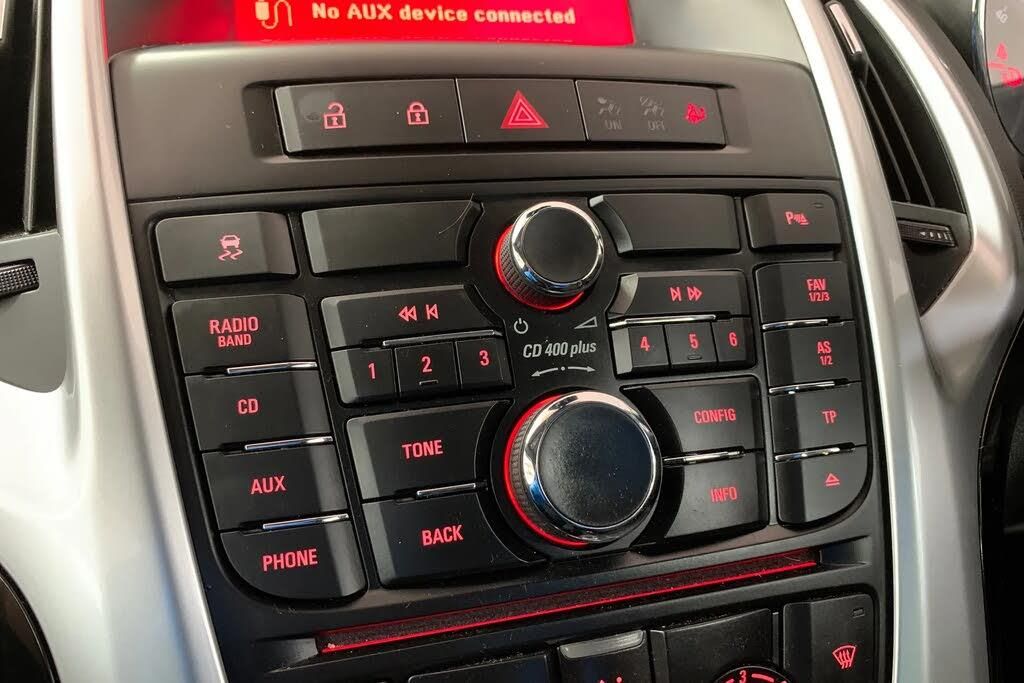 No AUX device connected
ON OFF
P
RADIO
BAND
FAV
1/2/3
1 2 3
CD 400 plus
4 5 6
AS
1/2
CD
TONE
CONFIG
TP
AUX
BACK
INFO
PHONE
3